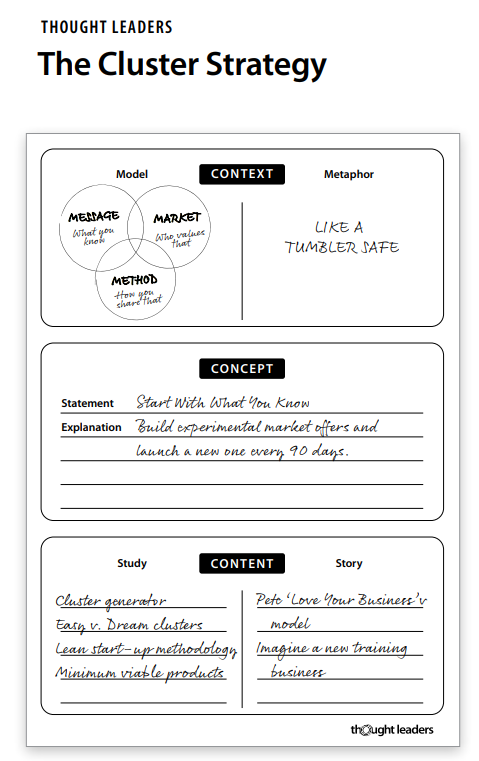 THOUGHT LEADERS
The Cluster Strategy
Model
CONTEXT
Metaphor
MESSAGE
What you
know
MARKET
Who values
that
METHOD
How you
share that
LIKE A
TUMBLER SAFE
CONCEPT
Statement Start With What You Know
Explanation Build experimental market offers and
launch a new one every 90 days.
Study
CONTENT
Story
Cluster generator
Easy v. Dream clusters
Lean start-up methodology
Minimum viable products
Pete 'Love Your Business' v
model
Imagine a new training
business
thought leaders